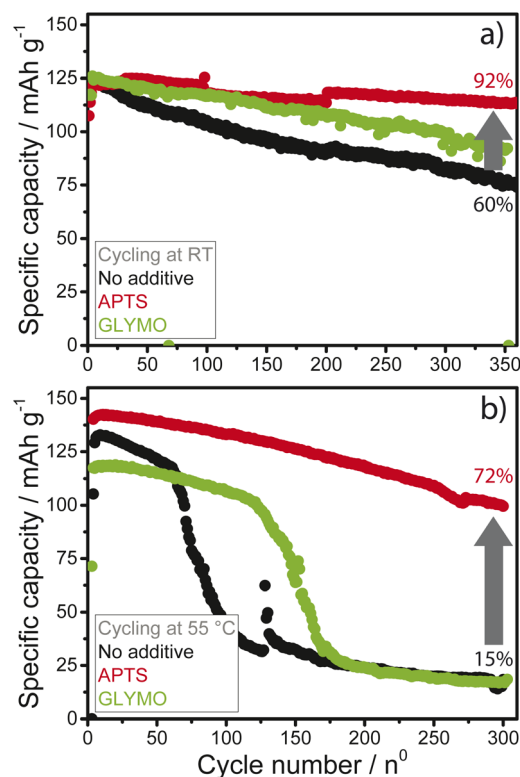 a)
Specific capacity / mAh g⁻¹
150
125
100
75
50
25
0
92%
60%
Cycling at RT
No additive
APTS
GLYMO
0 50 100 150 200 250 300 350
b)
Specific capacity / mAh g⁻¹
150
125
100
75
50
25
0
72%
15%
Cycling at 55 °C
No additive
APTS
GLYMO
0 50 100 150 200 250 300
Cycle number / n⁰